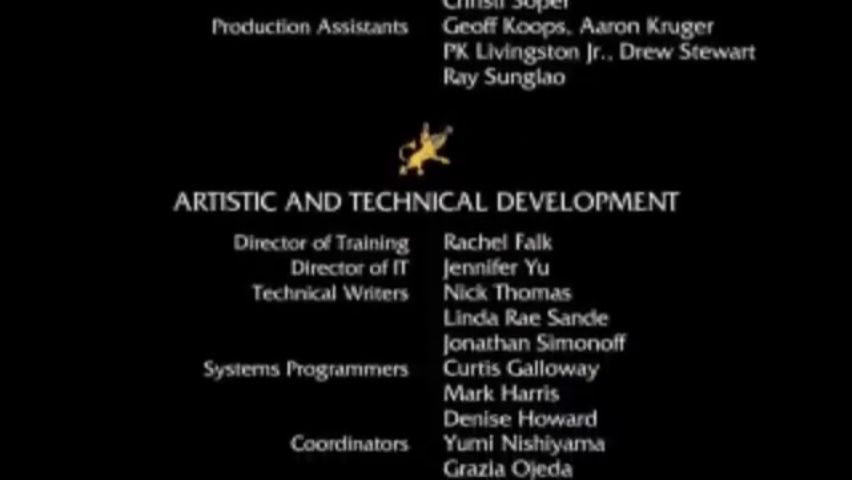 Christi Soper
Production Assistants Geoff Koops, Aaron Kruger
PK Livingston Jr., Drew Stewart
Ray Sunglao
ARTISTIC AND TECHNICAL DEVELOPMENT
Director of Training Rachel Falk
Director of IT Jennifer Yu
Technical Writers Nick Thomas
Linda Rae Sande
Jonathan Simonoff
Systems Programmers Curtis Galloway
Mark Harris
Denise Howard
Coordinators Yumi Nishiyama
Grazia Ojeda